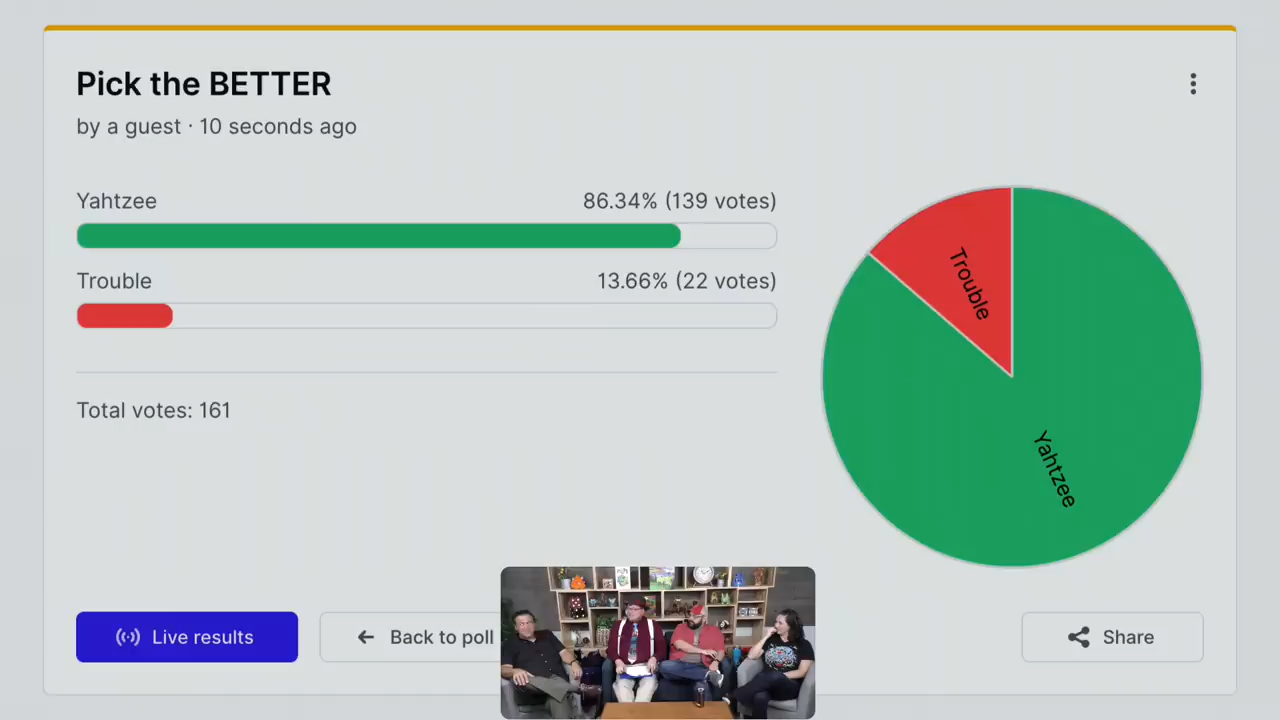 Pick the BETTER
by a guest · 10 seconds ago
Yahtzee 86.34% (139 votes)
Trouble 13.66% (22 votes)
Total votes: 161
Trouble
Yahtzee
Live results
Back to poll
Share